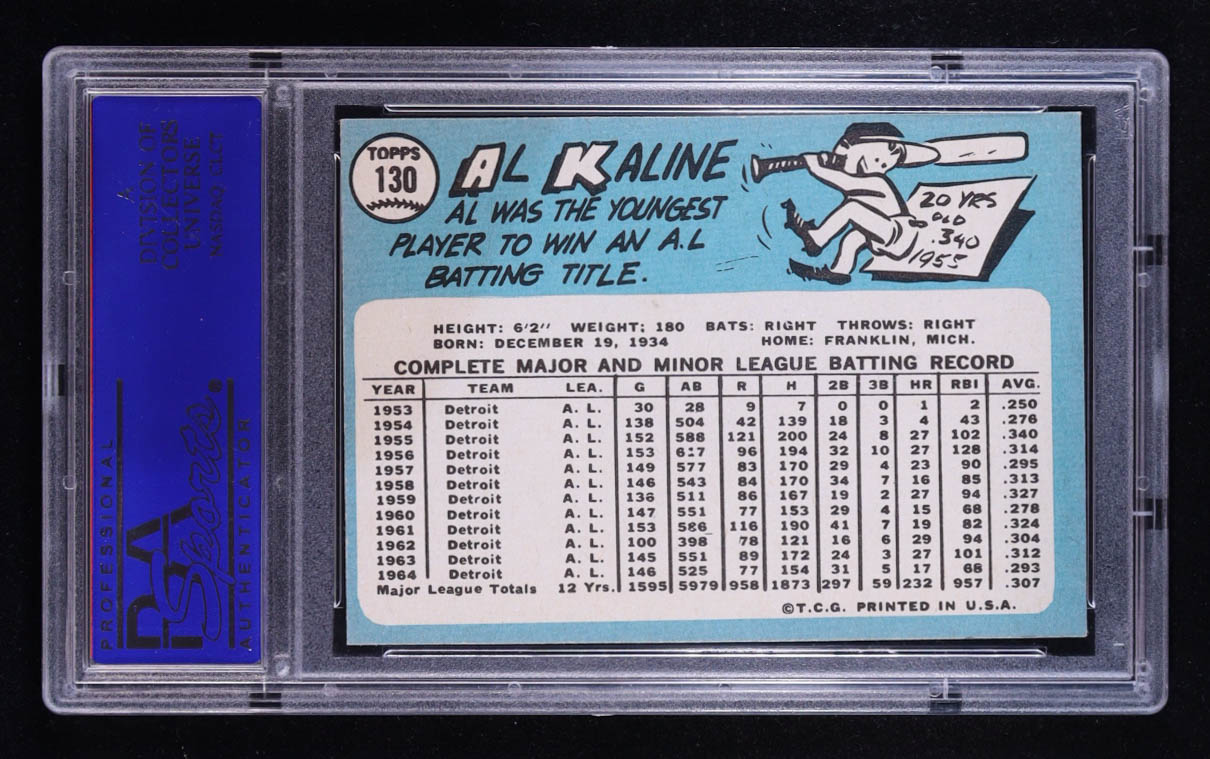 DIVISION OF
COLLECTORS
UNIVERSE
NASDAQ: CLCT
PROFESSIONAL
PSA
Sports®
AUTHENTICATOR
TOPPS
130
AL KALINE
AL WAS THE YOUNGEST
PLAYER TO WIN AN A.L
BATTING TITLE.
20 YRS
OLD
.340
1955
HEIGHT: 6'2" WEIGHT: 180 BATS: RIGHT THROWS: RIGHT
BORN: DECEMBER 19, 1934 HOME: FRANKLIN, MICH.
COMPLETE MAJOR AND MINOR LEAGUE BATTING RECORD
YEAR TEAM LEA. G AB R H 2B 3B HR RBI AVG.
1953 Detroit A. L. 30 28 9 7 0 0 1 2 .250
1954 Detroit A. L. 138 504 42 139 18 3 4 43 .276
1955 Detroit A. L. 152 588 121 200 24 8 27 102 .340
1956 Detroit A. L. 153 617 96 194 32 10 27 128 .314
1957 Detroit A. L. 149 577 83 170 29 4 23 90 .295
1958 Detroit A. L. 146 543 84 170 34 7 16 85 .313
1959 Detroit A. L. 136 511 86 167 19 2 27 94 .327
1960 Detroit A. L. 147 551 77 153 29 4 15 68 .278
1961 Detroit A. L. 153 586 116 190 41 7 19 82 .324
1962 Detroit A. L. 100 398 78 121 16 6 29 94 .304
1963 Detroit A. L. 145 551 89 172 24 3 27 101 .312
1964 Detroit A. L. 146 525 77 154 31 5 17 68 .293
Major League Totals 12 Yrs. 1595 5979 958 1873 297 59 232 957 .307
©T.C.G. PRINTED IN U.S.A.